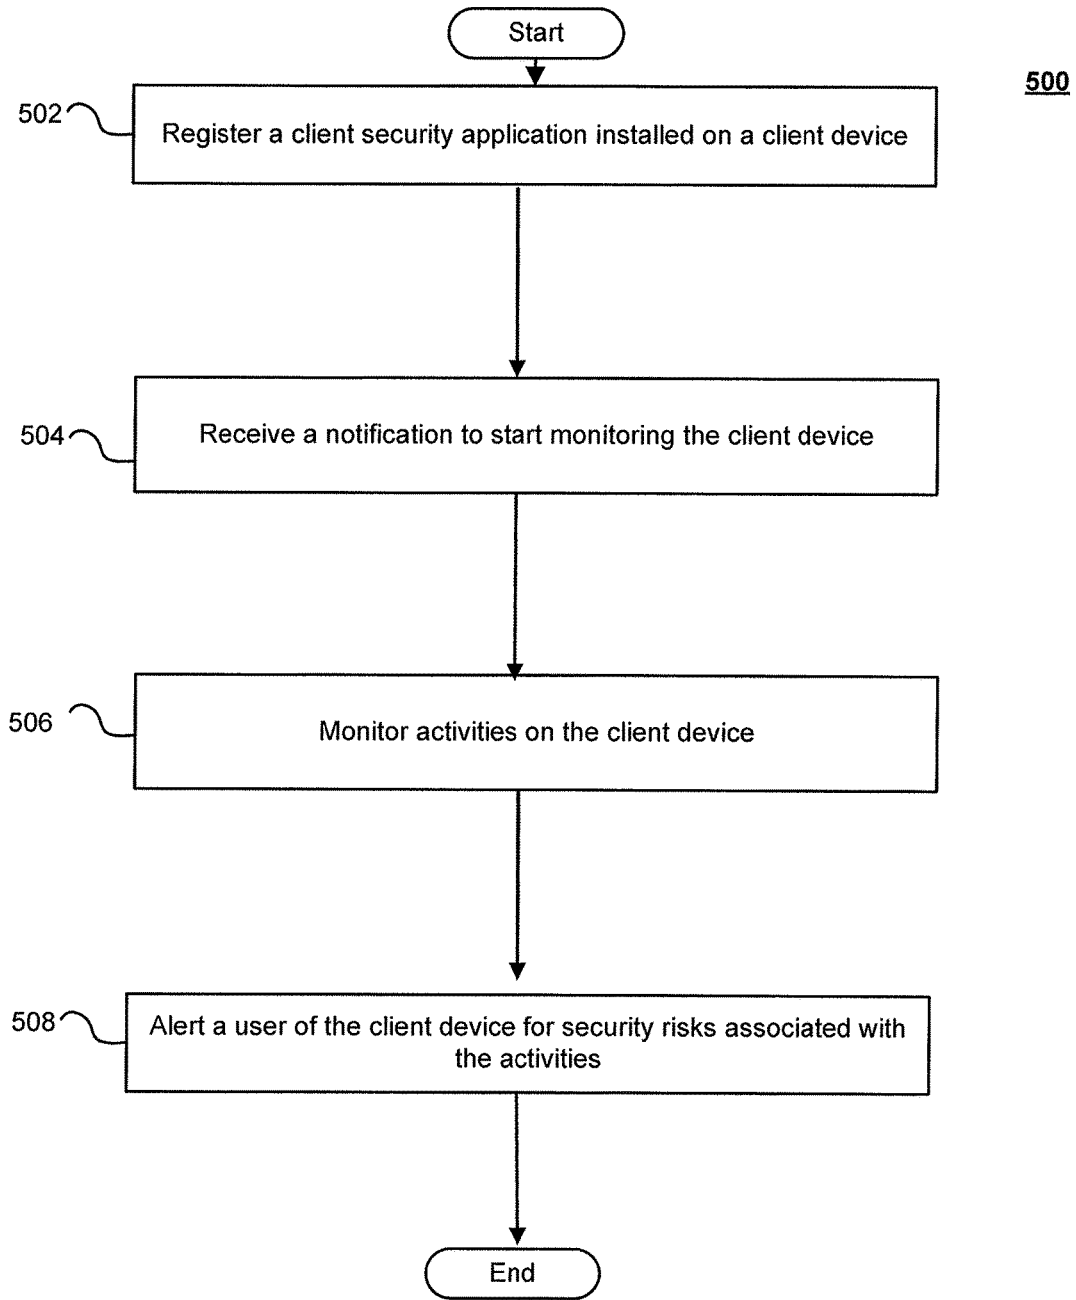 Start
500
502
Register a client security application installed on a client device
504
Receive a notification to start monitoring the client device
506
Monitor activities on the client device
508
Alert a user of the client device for security risks associated with
the activities
End